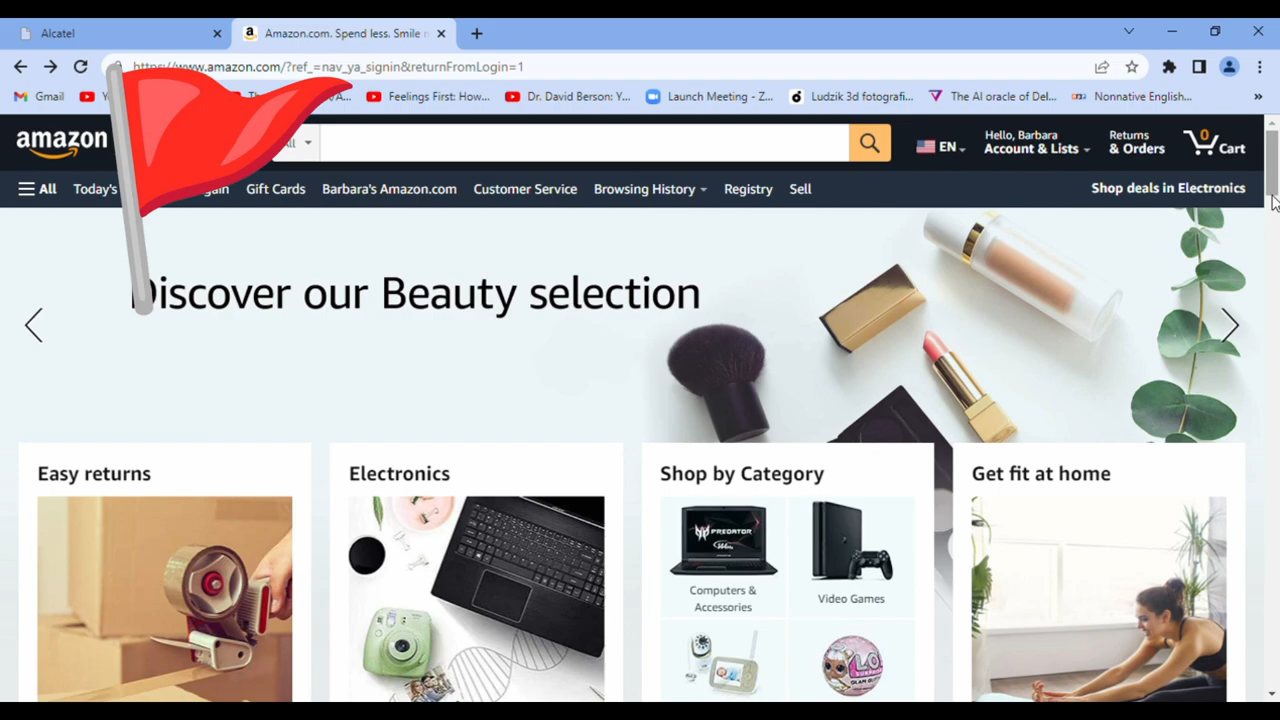 Alcatel
Amazon.com. Spend less. Smile
https://www.amazon.com/?ref_=nav_ya_signin&returnFromLogin=1
Gmail
Feelings First: How...
Dr. David Berson: Y...
Launch Meeting - Z...
Ludzik 3d fotografi...
The AI oracle of Del...
Nonnative English...
»
amazon
EN
Hello, Barbara
Account & Lists
Returns
& Orders
0
Cart
All
Today's
Gift Cards
Barbara's Amazon.com
Customer Service
Browsing History
Registry
Sell
Shop deals in Electronics
Discover our Beauty selection
Easy returns
Electronics
Shop by Category
Get fit at home
PREDATOR
Computers &
Accessories
Video Games